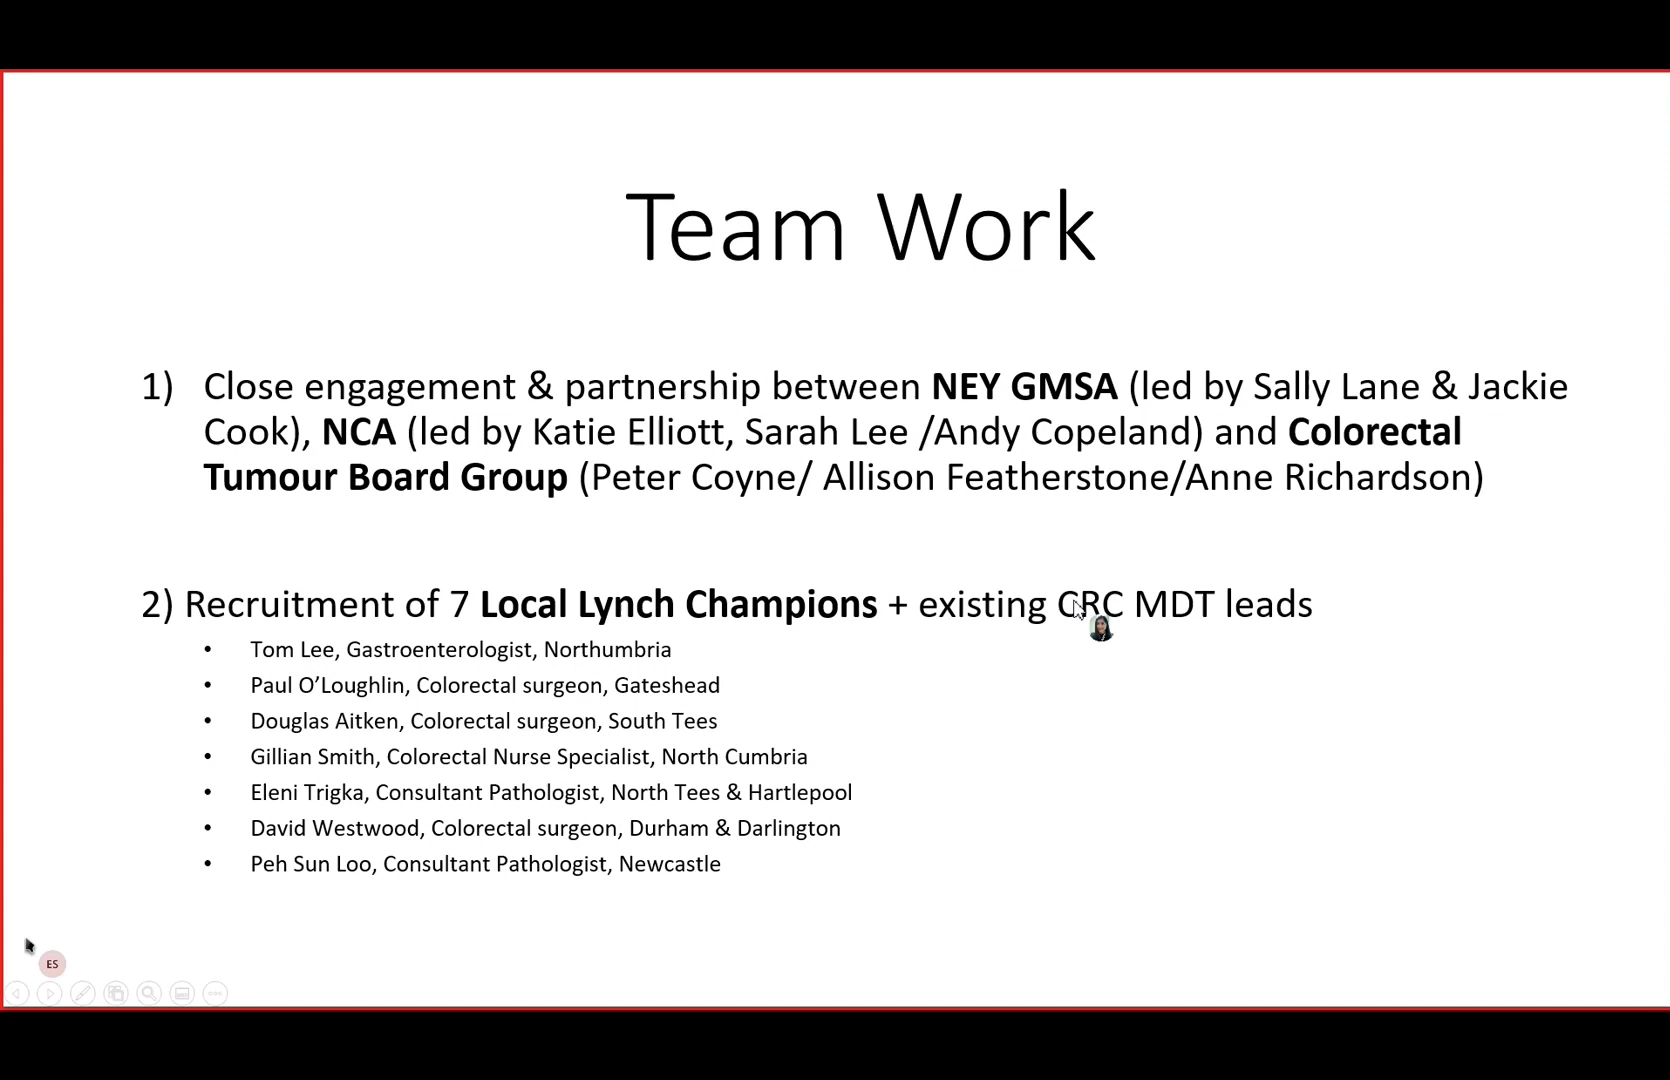 Team Work
1) Close engagement & partnership between NEY GMSA (led by Sally Lane & Jackie
Cook), NCA (led by Katie Elliott, Sarah Lee /Andy Copeland) and Colorectal
Tumour Board Group (Peter Coyne/ Allison Featherstone/Anne Richardson)
2) Recruitment of 7 Local Lynch Champions + existing CRC MDT leads
• Tom Lee, Gastroenterologist, Northumbria
• Paul O’Loughlin, Colorectal surgeon, Gateshead
• Douglas Aitken, Colorectal surgeon, South Tees
• Gillian Smith, Colorectal Nurse Specialist, North Cumbria
• Eleni Trigka, Consultant Pathologist, North Tees & Hartlepool
• David Westwood, Colorectal surgeon, Durham & Darlington
• Peh Sun Loo, Consultant Pathologist, Newcastle
ES